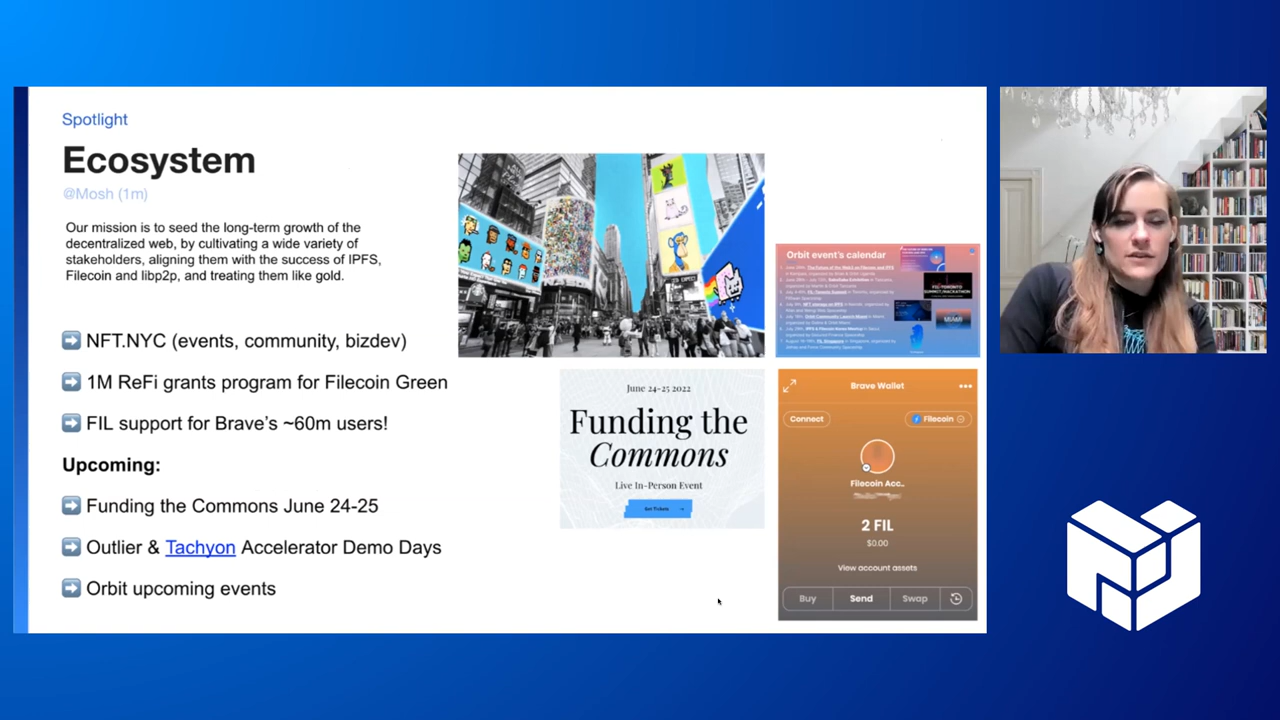 Spotlight
Ecosystem
@Mosh (1m)
Our mission is to seed the long-term growth of the
decentralized web, by cultivating a wide variety of
stakeholders, aligning them with the success of IPFS,
Filecoin and libp2p, and treating them like gold.
➡️ NFT.NYC (events, community, bizdev)
➡️ 1M ReFi grants program for Filecoin Green
➡️ FIL support for Brave's ~60m users!
Upcoming:
➡️ Funding the Commons June 24-25
➡️ Outlier & Tachyon Accelerator Demo Days
➡️ Orbit upcoming events
Orbit event's calendar
June 24-25 2022
Funding the
Commons
Live In-Person Event
Get Tickets
Brave Wallet
Connect
Filecoin
Filecoin Acc..
2 FIL
$0.00
View account assets
Buy
Send
Swap